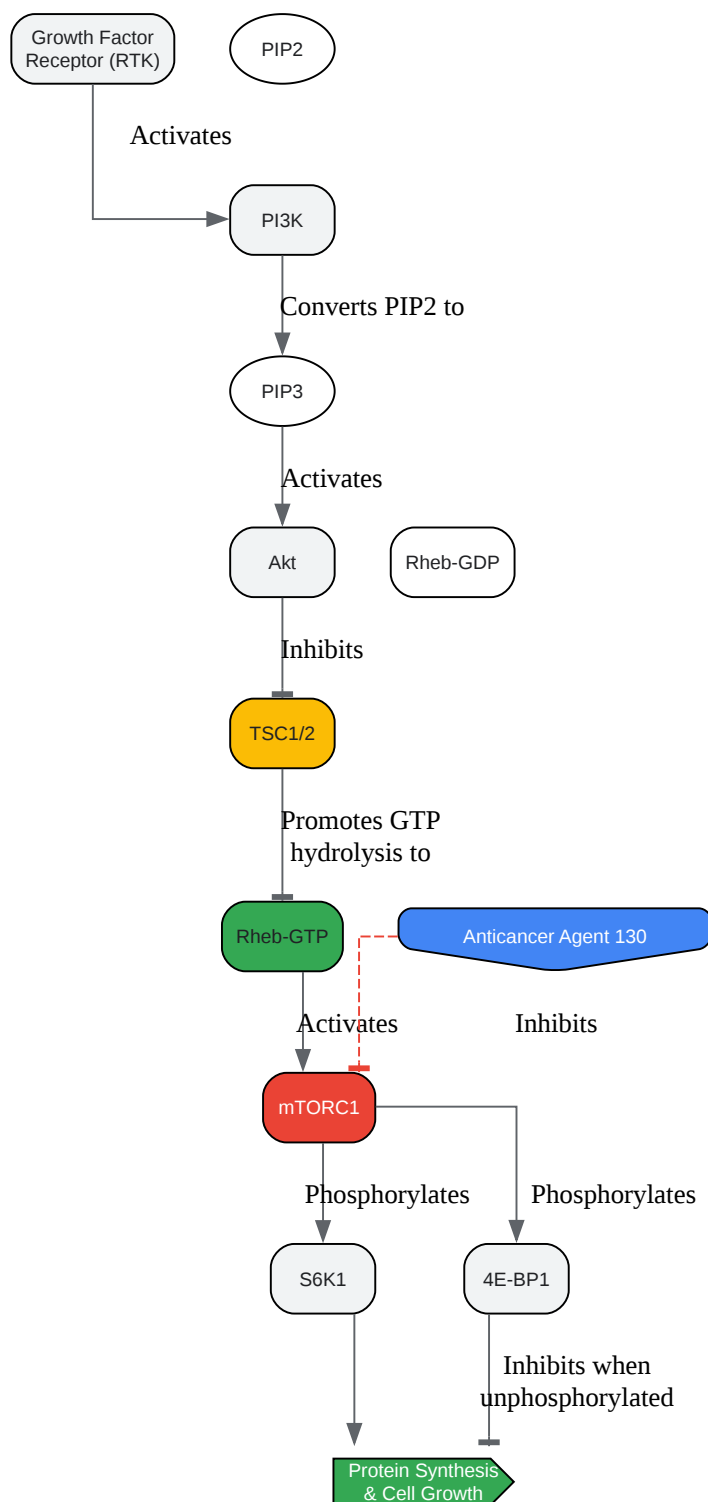 Growth Factor
Receptor (RTK)
PIP2
Activates
PI3K
Converts PIP2 to
PIP3
Activates
Akt
Rheb-GDP
Inhibits
TSC1/2
Promotes GTP
hydrolysis to
Rheb-GTP
Anticancer Agent 130
Activates
Inhibits
mTORC1
Phosphorylates
Phosphorylates
S6K1
4E-BP1
Inhibits when
unphosphorylated
Protein Synthesis
& Cell Growth